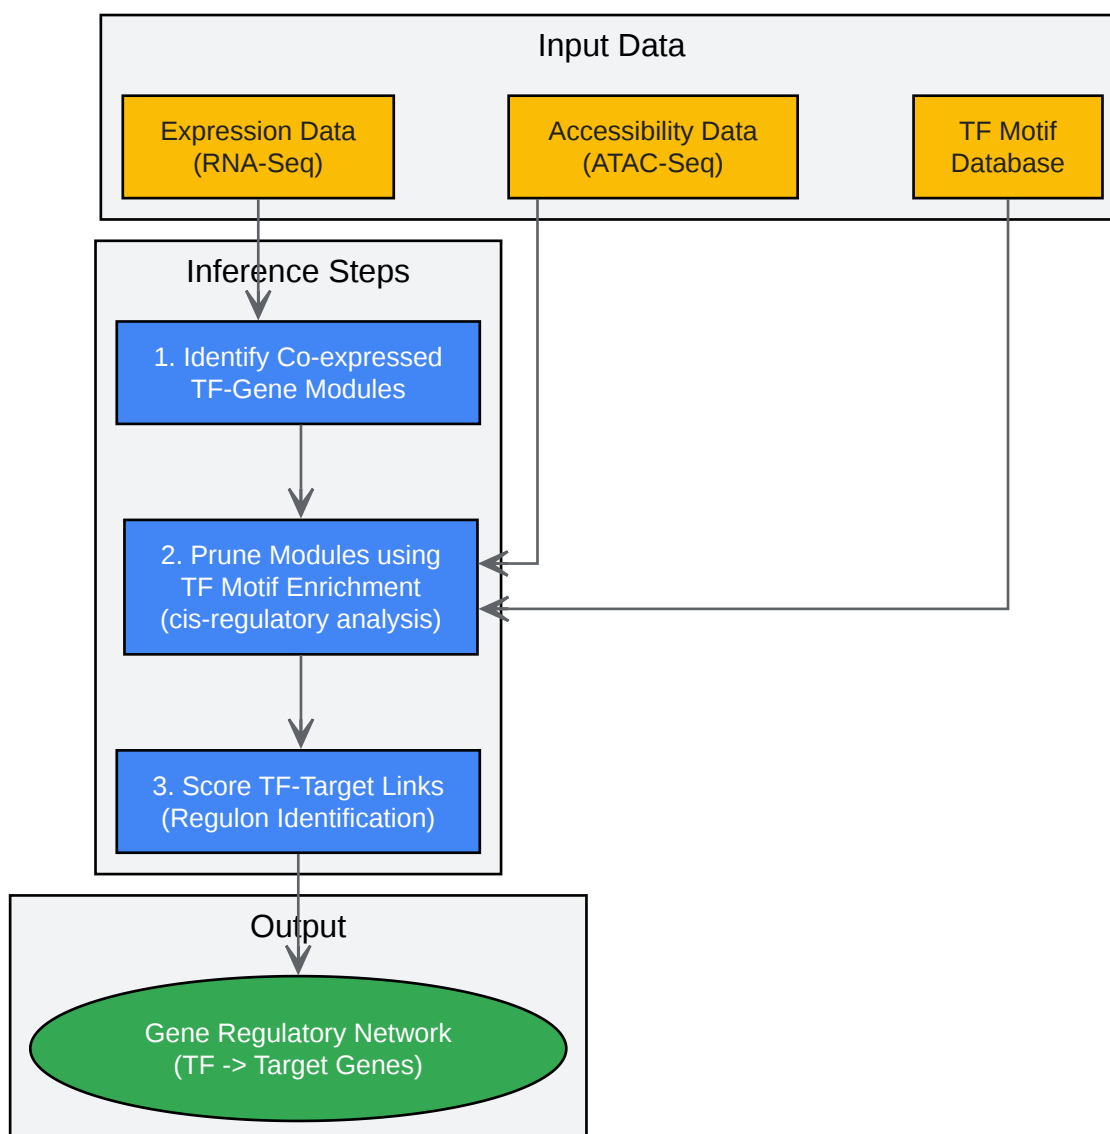 Input Data
Expression Data
(RNA-Seq)
Accessibility Data
(ATAC-Seq)
TF Motif
Database
Inference Steps
1. Identify Co-expressed
TF-Gene Modules
2. Prune Modules using
TF Motif Enrichment
(cis-regulatory analysis)
3. Score TF-Target Links
(Regulon Identification)
Output
Gene Regulatory Network
(TF -> Target Genes)